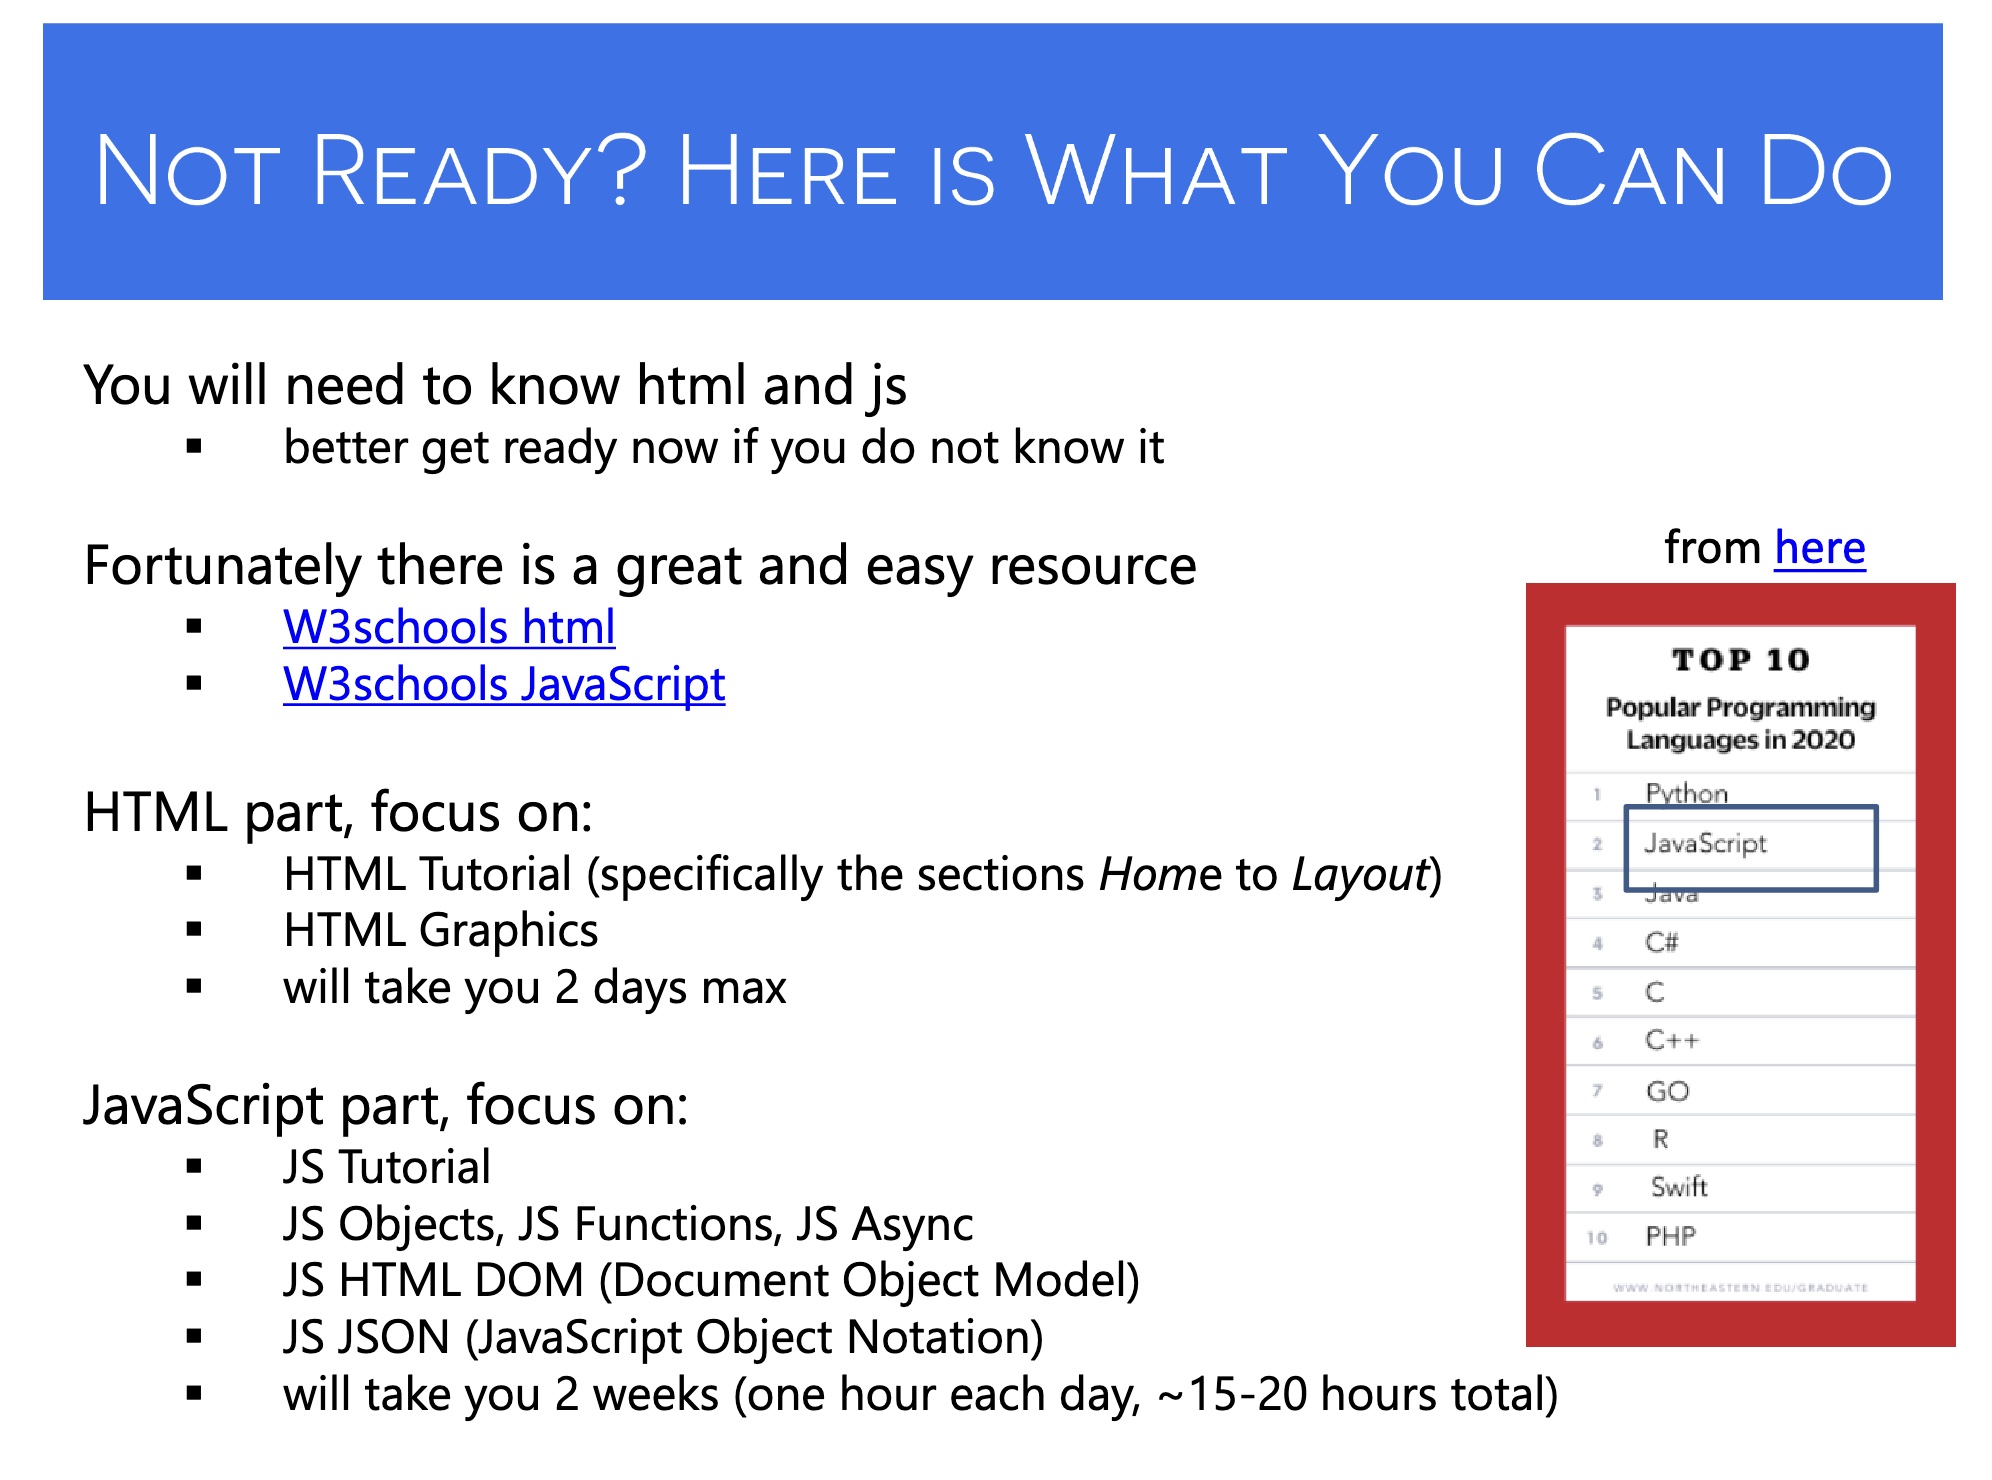 NOT READY? HERE IS WHAT YOU CAN DO
You will need to know html and js
▪ better get ready now if you do not know it
Fortunately there is a great and easy resource
▪ W3schools html
▪ W3schools JavaScript
HTML part, focus on:
▪ HTML Tutorial (specifically the sections Home to Layout)
▪ HTML Graphics
▪ will take you 2 days max
JavaScript part, focus on:
▪ JS Tutorial
▪ JS Objects, JS Functions, JS Async
▪ JS HTML DOM (Document Object Model)
▪ JS JSON (JavaScript Object Notation)
▪ will take you 2 weeks (one hour each day, ~15-20 hours total)
from here
TOP 10
Popular Programming
Languages in 2020
1 Python
2 JavaScript
3 Java
4 C#
5 C
6 C++
7 GO
8 R
9 Swift
10 PHP
WWW.NORTHEASTERN.EDU/GRADUATE